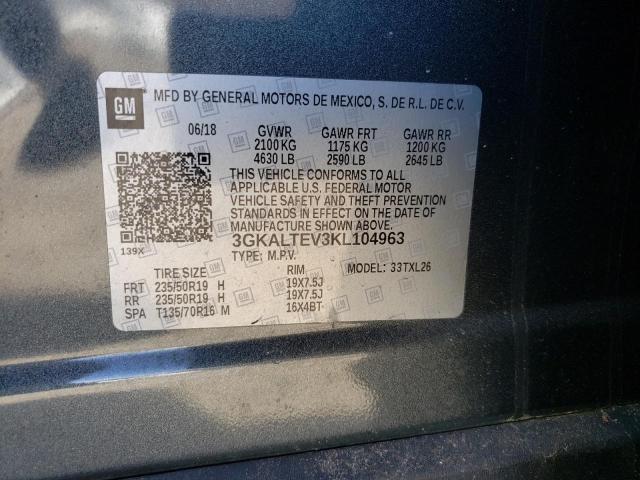 GM MFD BY GENERAL MOTORS DE MEXICO, S. DE R.L. DE C.V.
06/18 GVWR GAWR FRT GAWR RR
2100 KG 1175 KG 1200 KG
4630 LB 2590 LB 2645 LB
THIS VEHICLE CONFORMS TO ALL
APPLICABLE U.S. FEDERAL MOTOR
VEHICLE SAFETY AND THEFT PREVENTION
STANDARDS IN EFFECT ON THE DATE OF
MANUFACTURE SHOWN ABOVE.
139X 3GKALTEV3KL104963
TYPE: M.P.V. MODEL: 33TXL26
TIRE SIZE RIM
FRT 235/50R19 H 19X7.5J
RR 235/50R19 H 19X7.5J
SPA T135/70R16 M 16X4BT